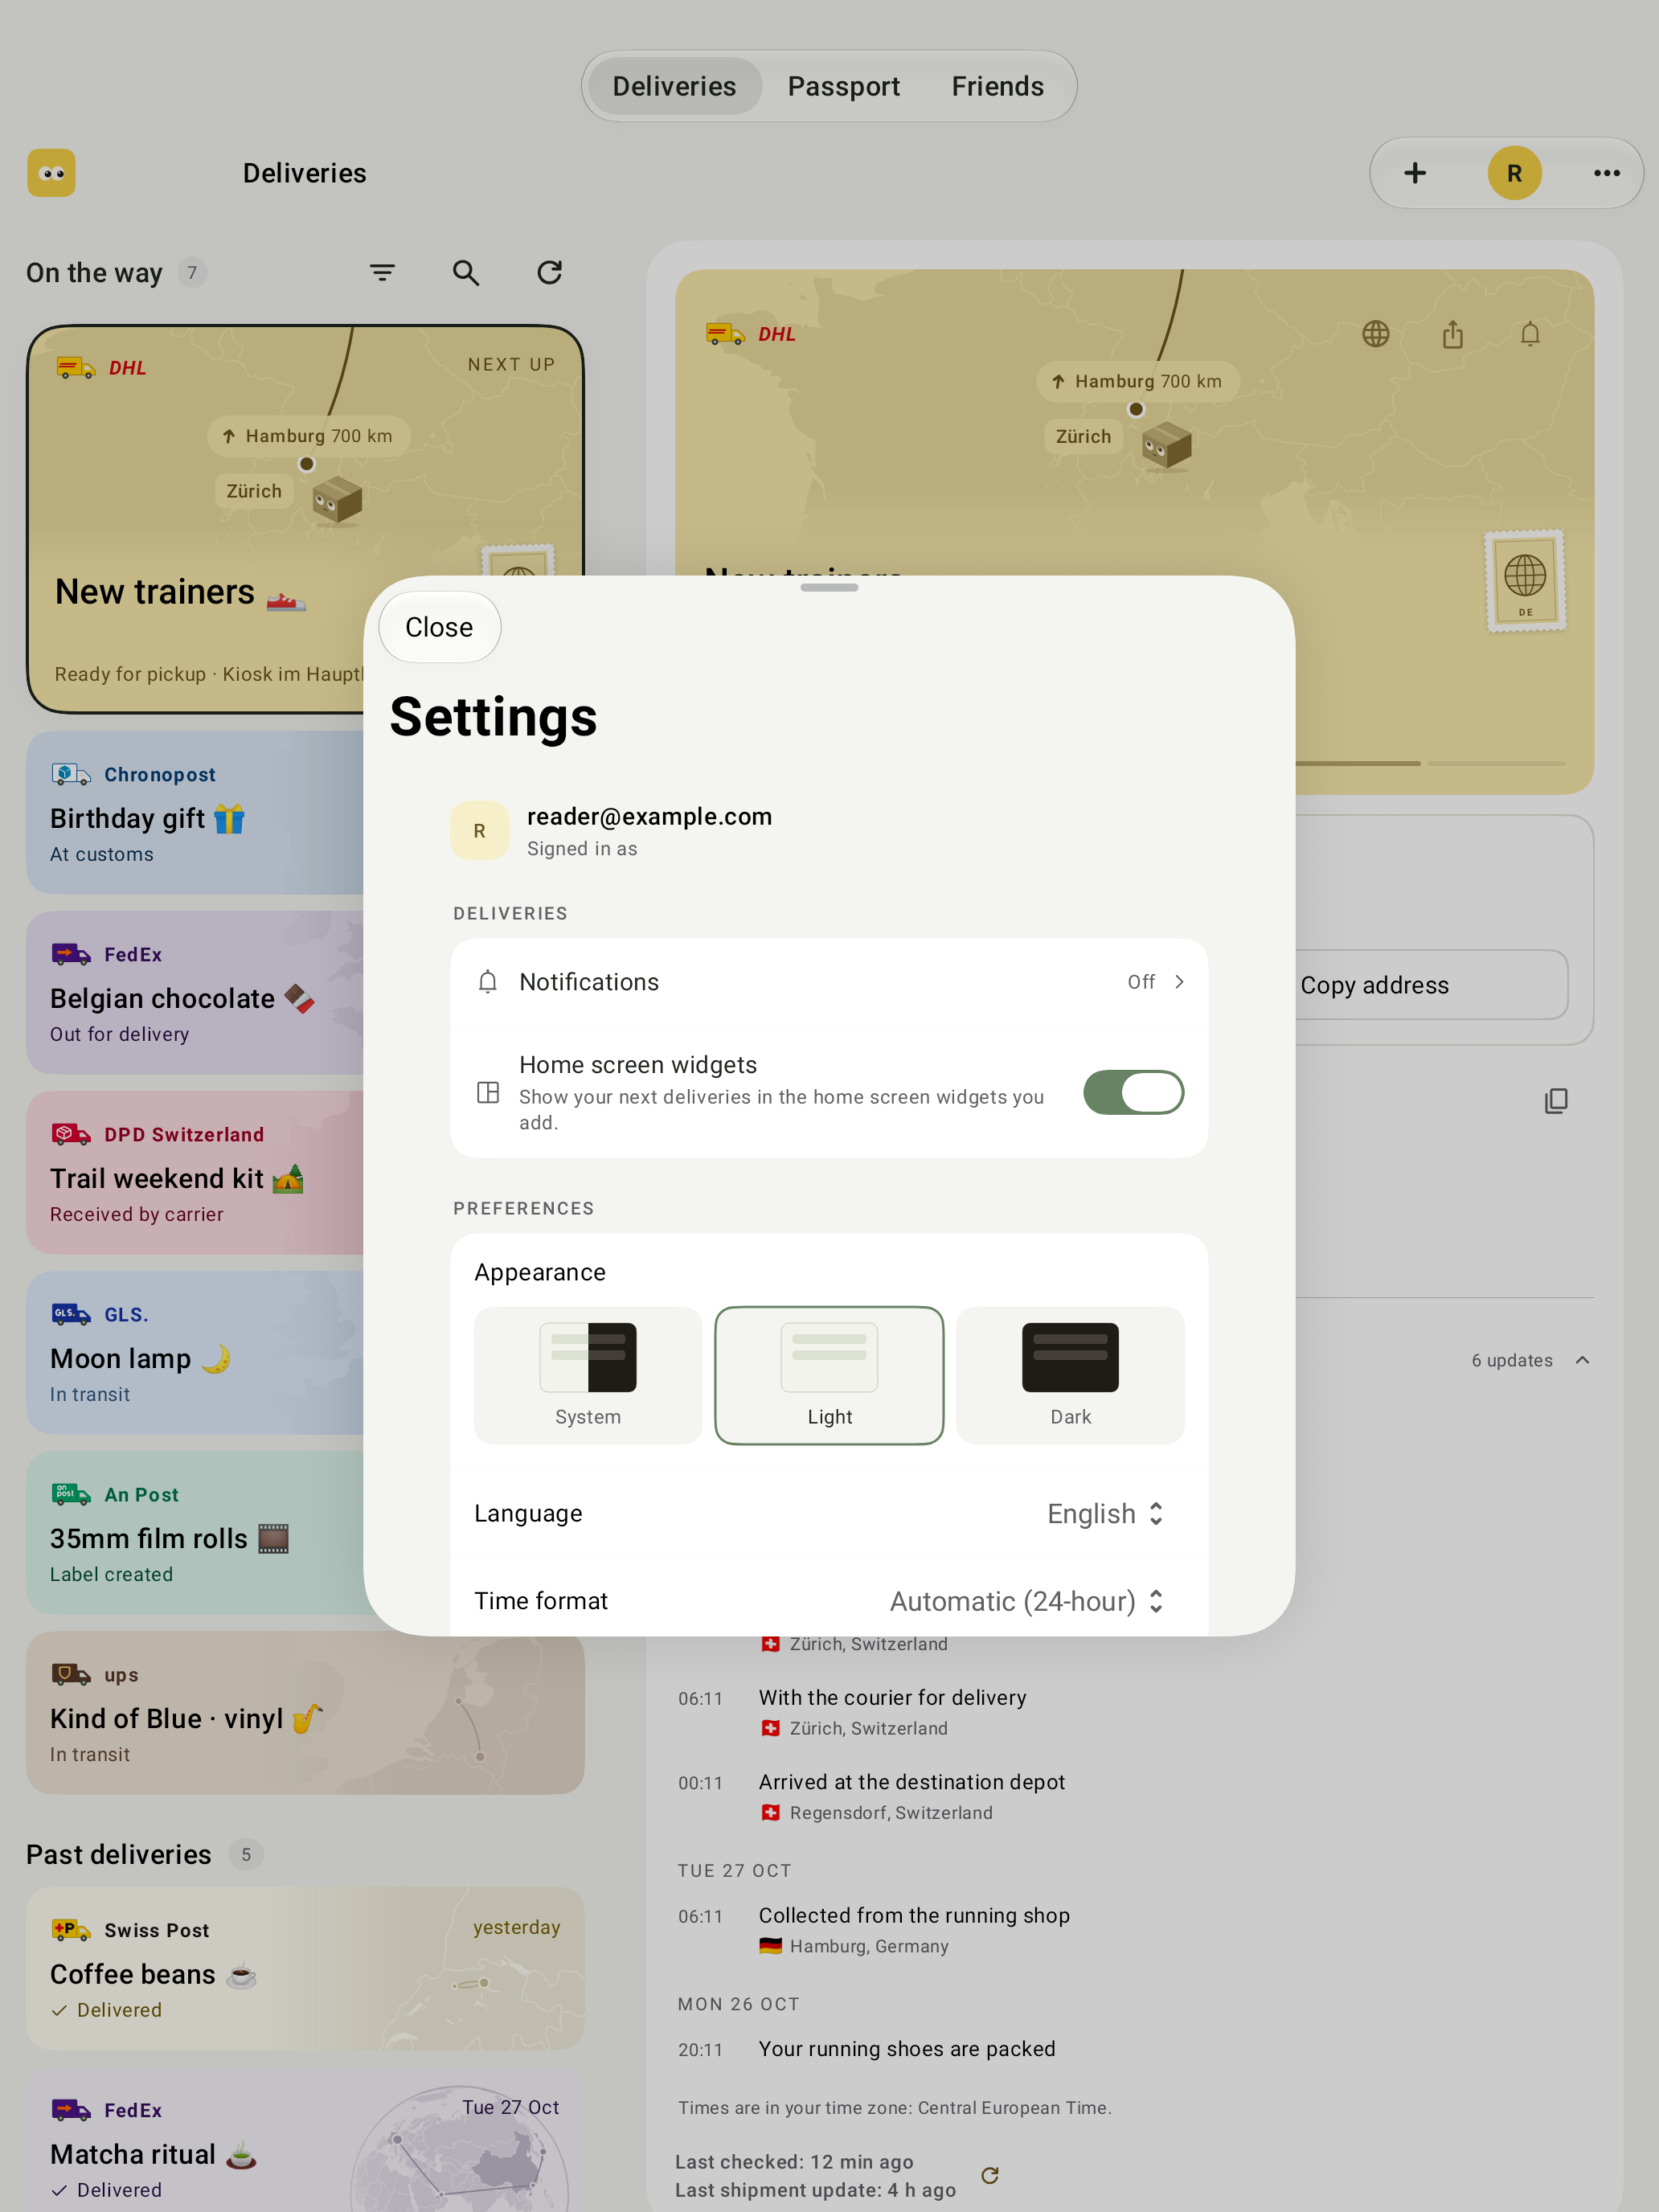 Deliveries Passport Friends
Deliveries
R
On the way 7
DHL
NEXT UP
Hamburg 700 km
Zürich
New trainers
Ready for pickup · Kiosk im
Chronopost
Birthday gift
At customs
FedEx
Belgian chocolate
Out for delivery
DPD Switzerland
Trail weekend kit
Received by carrier
GLS.
GLS.
Moon lamp
In transit
an post
An Post
35mm film rolls
Label created
ups
Kind of Blue · vinyl
In transit
Past deliveries 5
P
Swiss Post
yesterday
Coffee beans
Delivered
FedEx
Tue 27 Oct
Matcha ritual
Delivered
DHL
Hamburg 700 km
Zürich
New trainers
DE
Copy address
6 updates
Zürich, Switzerland
06:11 With the courier for delivery
Zürich, Switzerland
00:11 Arrived at the destination depot
Regensdorf, Switzerland
TUE 27 OCT
06:11 Collected from the running shop
Hamburg, Germany
MON 26 OCT
20:11 Your running shoes are packed
Times are in your time zone: Central European Time.
Last checked: 12 min ago
Last shipment update: 4 h ago
Close
Settings
R
reader@example.com
Signed in as
DELIVERIES
Notifications Off
Home screen widgets
Show your next deliveries in the home screen widgets you
add.
PREFERENCES
Appearance
System Light Dark
Language English
Time format Automatic (24-hour)